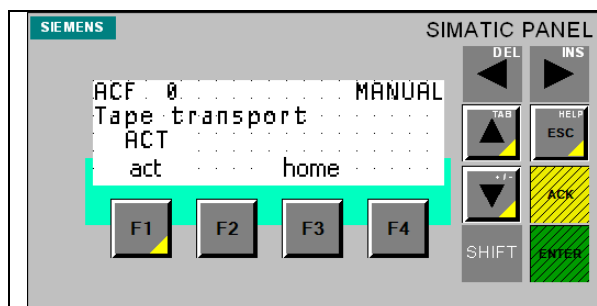 SIEMENS
SIMATIC PANEL
DEL
INS
ACF 0 MANUAL
Tape transport
ACT
act home
TAB
HELP
ESC
+/-
ACK
F1 F2 F3 F4
SHIFT
ENTER